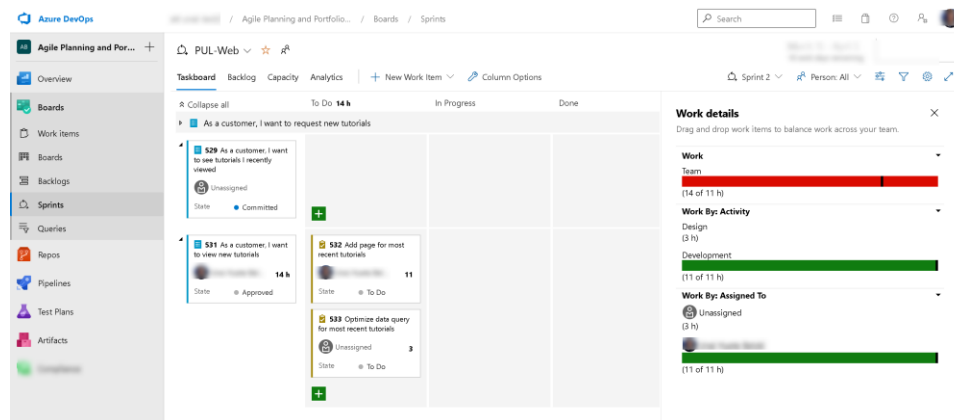 Azure DevOps
/ Agile Planning and Portfolio... / Boards / Sprints
Search
AB Agile Planning and Por...
Overview
Boards
Work items
Boards
Backlogs
Sprints
Queries
Repos
Pipelines
Test Plans
Artifacts
PUL-Web
Taskboard Backlog Capacity Analytics
New Work Item
Column Options
Sprint 2
Person: All
Collapse all
To Do 14 h
In Progress
Done
As a customer, I want to request new tutorials
529 As a customer, I want
to see tutorials I recently
viewed
Unassigned
State Committed
531 As a customer, I want
to view new tutorials
14 h
State Approved
532 Add page for most
recent tutorials
11
State To Do
533 Optimize data query
for most recent tutorials
Unassigned 3
State To Do
Work details
Drag and drop work items to balance work across your team.
Work
Team
(14 of 11 h)
Work By: Activity
Design
(3 h)
Development
(11 of 11 h)
Work By: Assigned To
Unassigned
(3 h)
(11 of 11 h)